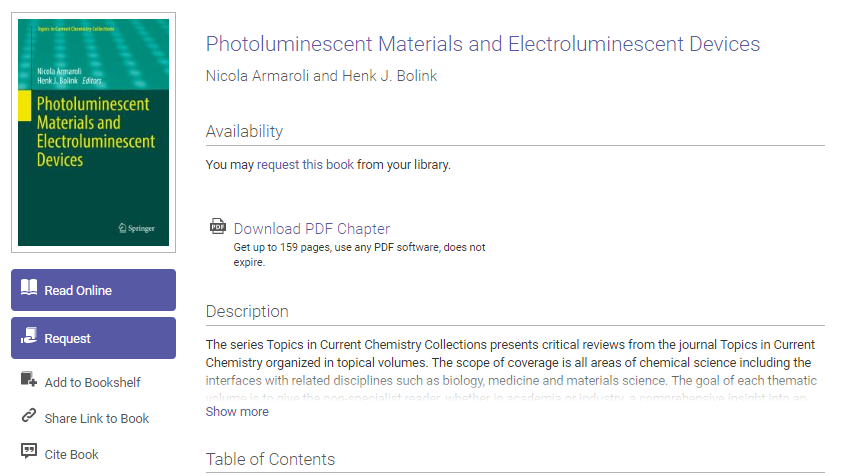 Topics in Current Chemistry Collections
Nicola Armaroli
Henk J. Bolink Editors
Photoluminescent
Materials and
Electroluminescent
Devices
Springer
Read Online
Request
Add to Bookshelf
Share Link to Book
Cite Book
Photoluminescent Materials and Electroluminescent Devices
Nicola Armaroli and Henk J. Bolink
Availability
You may request this book from your library.
PDF
Download PDF Chapter
Get up to 159 pages, use any PDF software, does not
expire.
Description
The series Topics in Current Chemistry Collections presents critical reviews from the journal Topics in Current
Chemistry organized in topical volumes. The scope of coverage is all areas of chemical science including the
interfaces with related disciplines such as biology, medicine and materials science. The goal of each thematic
volume is to give the non-specialist reader, whether in academia or industry, a comprehensive insight into an
Show more
Table of Contents